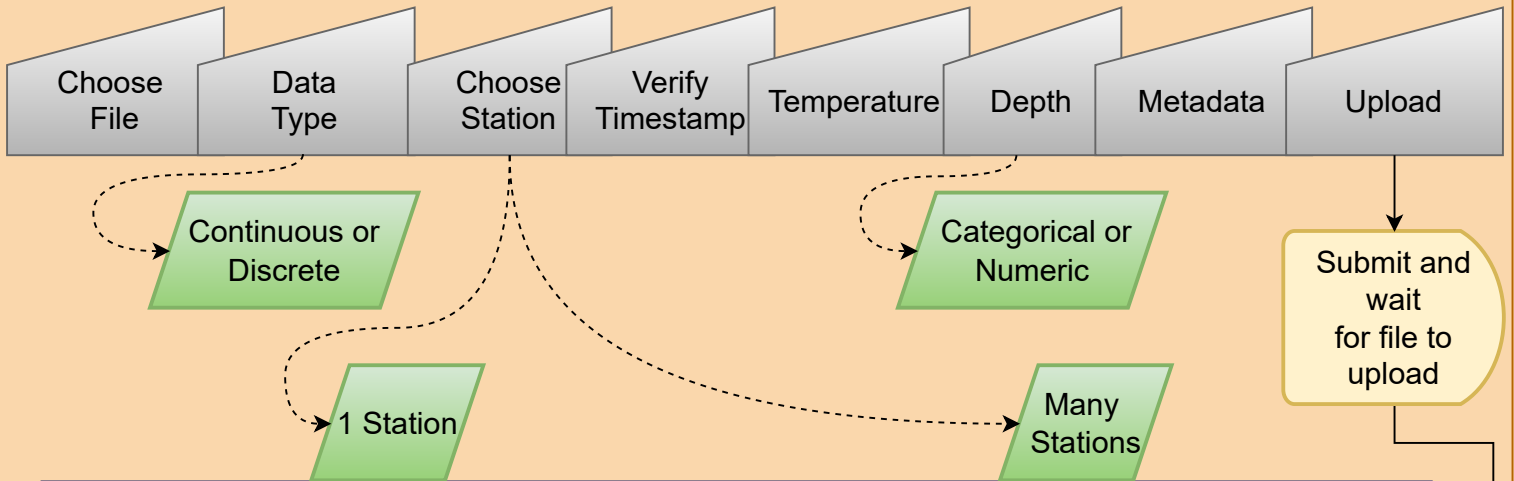 Choose
File
Data
Type
Choose
Station
Verify
Timestamp
Temperature
Depth
Metadata
Upload
Continuous or
Discrete
Categorical or
Numeric
Submit and
wait
for file to
upload
1 Station
Many
Stations